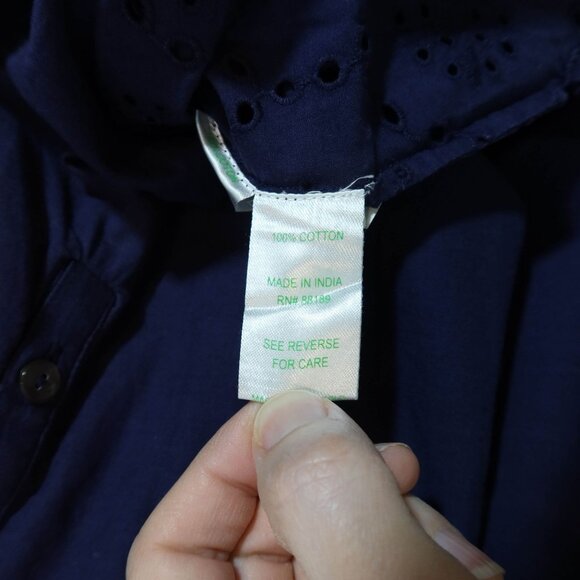 100% COTTON
MADE IN INDIA
RN# 88189
SEE REVERSE
FOR CARE